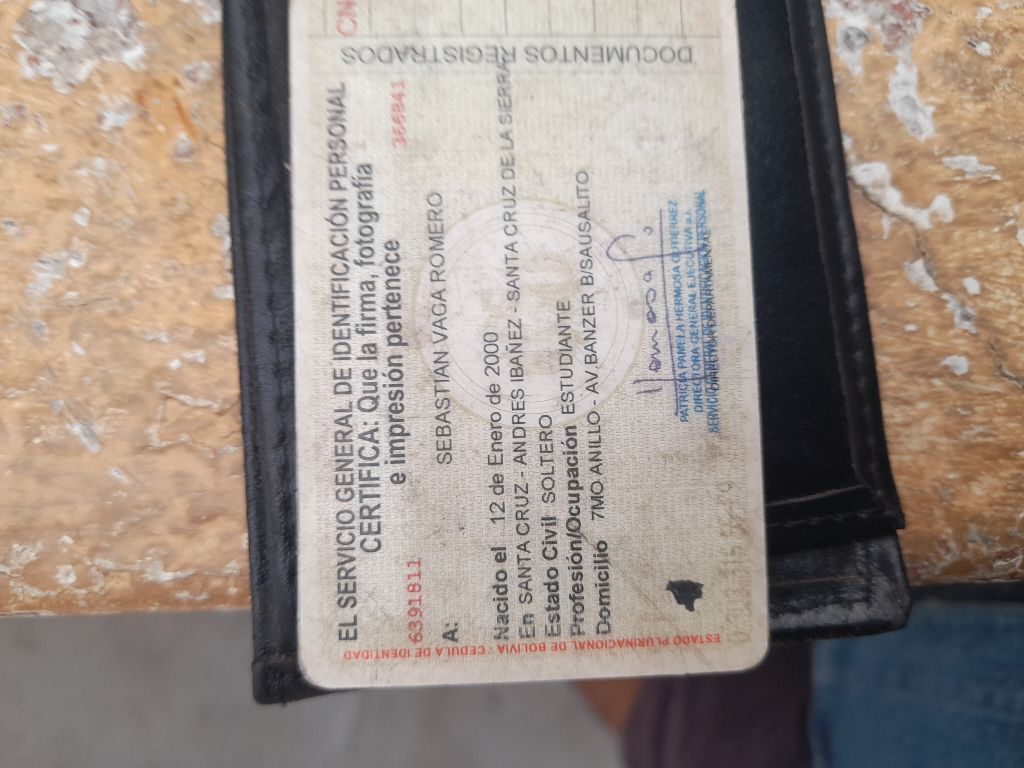 EL SERVICIO GENERAL DE IDENTIFICACIÓN PERSONAL
CERTIFICA: Que la firma, fotografía
e impresión pertenece
6391811
366841
A:
SEBASTIAN VACA ROMERO
Nacido el 12 de Enero de 2000
En SANTA CRUZ - ANDRES IBAÑEZ - SANTA CRUZ DE LA SIERRA
Estado Civil SOLTERO
Profesión/Ocupación ESTUDIANTE
Domicilio 7MO ANILLO - AV.BANZER B/SAUSALITO
PATRICIA PAMELA HERMOSA GUTIERREZ
DIRECTORA GENERAL EJECUTIVA a.i.
ESTADO PLURINACIONAL DE BOLIVIA - CEDULA DE IDENTIDAD
DOCUMENTOS REGISTRADOS
CN